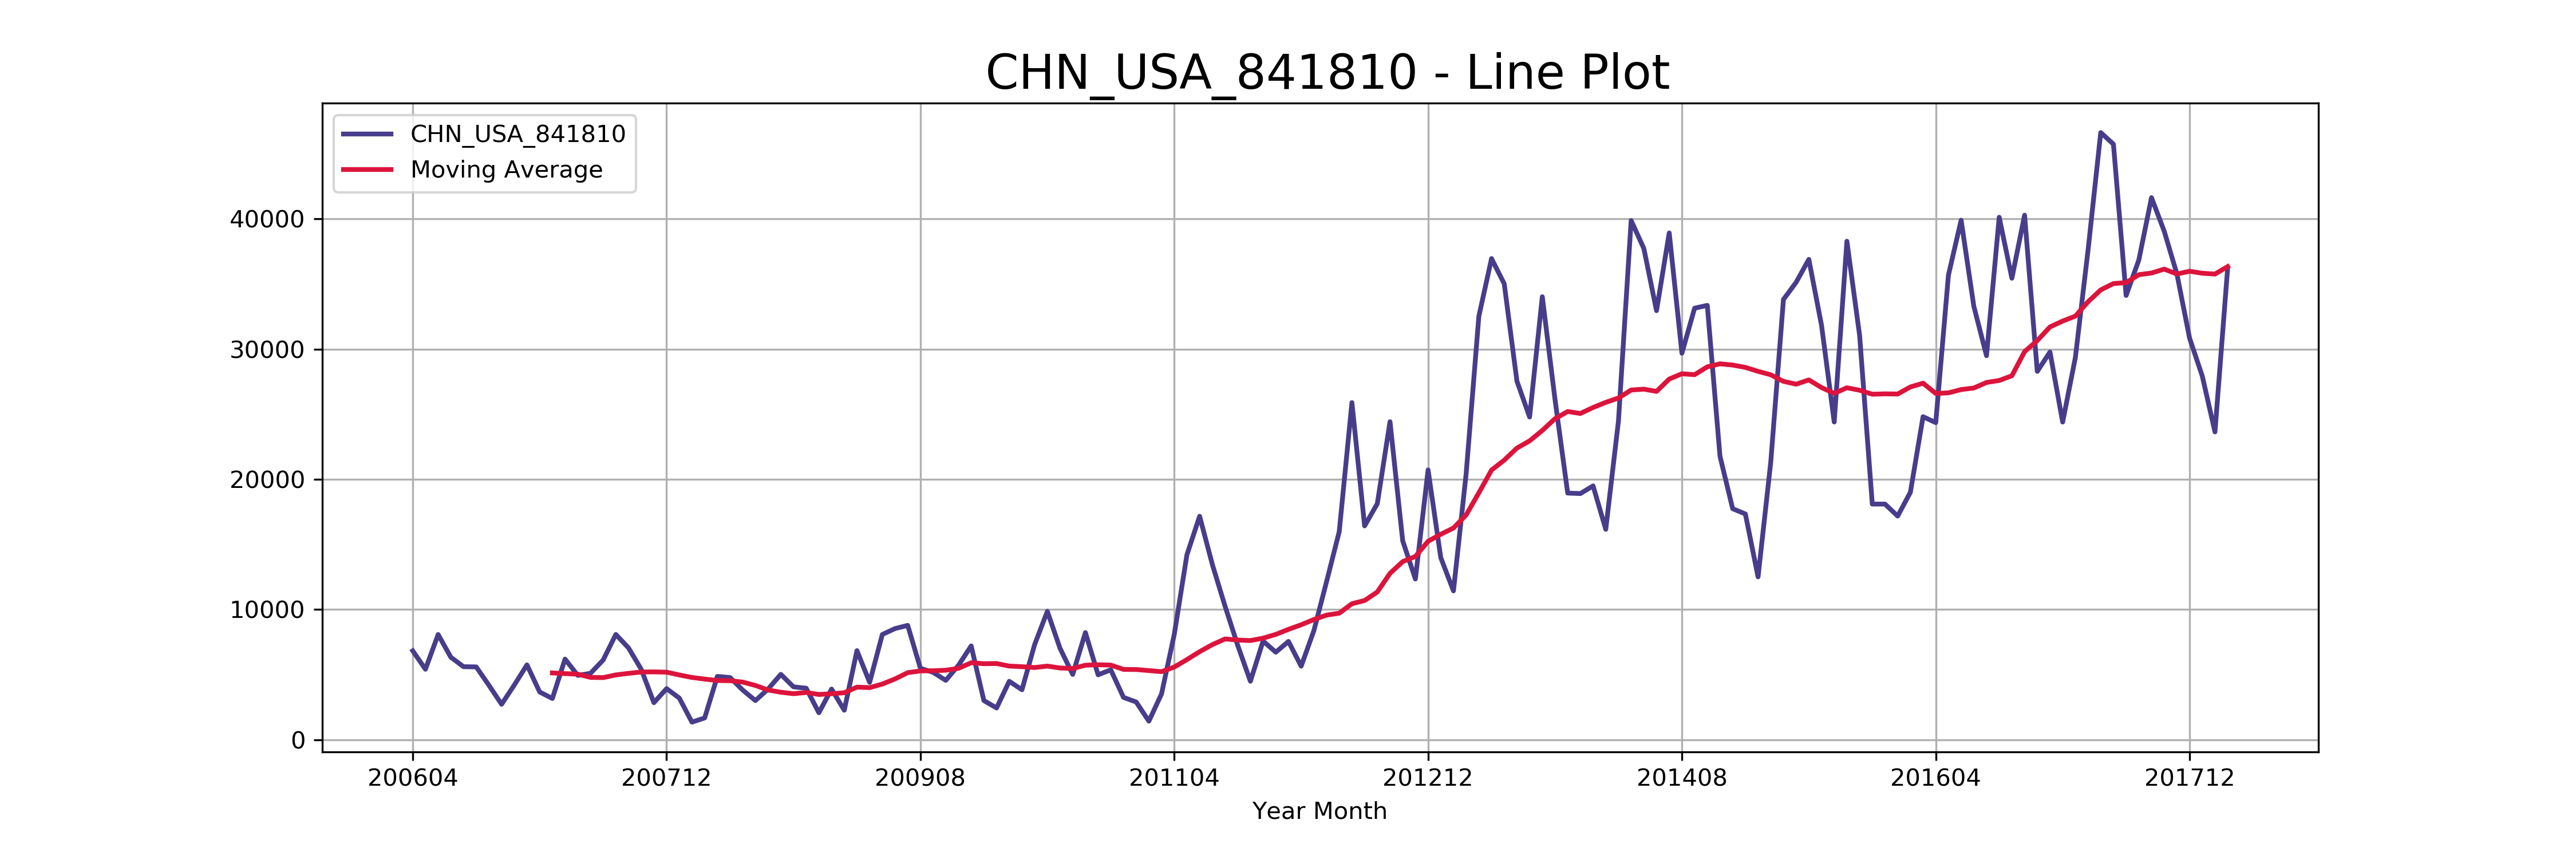 CHN_USA_841810 - Line Plot
CHN_USA_841810
Moving Average
40000
30000
20000
10000
0
200604 200712 200908 201104 201212 201408 201604 201712
Year Month